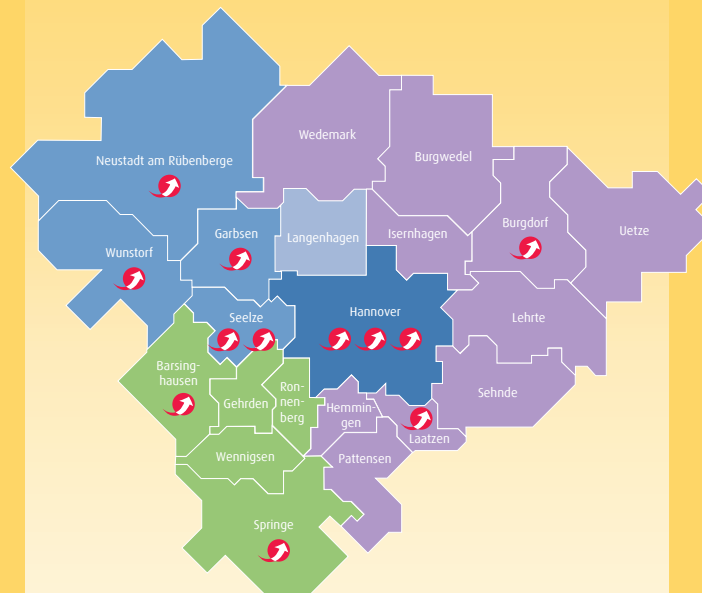 Wedemark
Burgwedel
Neustadt am Rübenberge
Burgdorf
Uetze
Garbsen
Langenhagen
Isernhagen
Wunstorf
Hannover
Seelze
Lehrte
Barsing-
hausen
Ron-
nen-
berg
Gehrden
Hemmin-
gen
Sehnde
Laatzen
Wennigsen
Pattensen
Springe